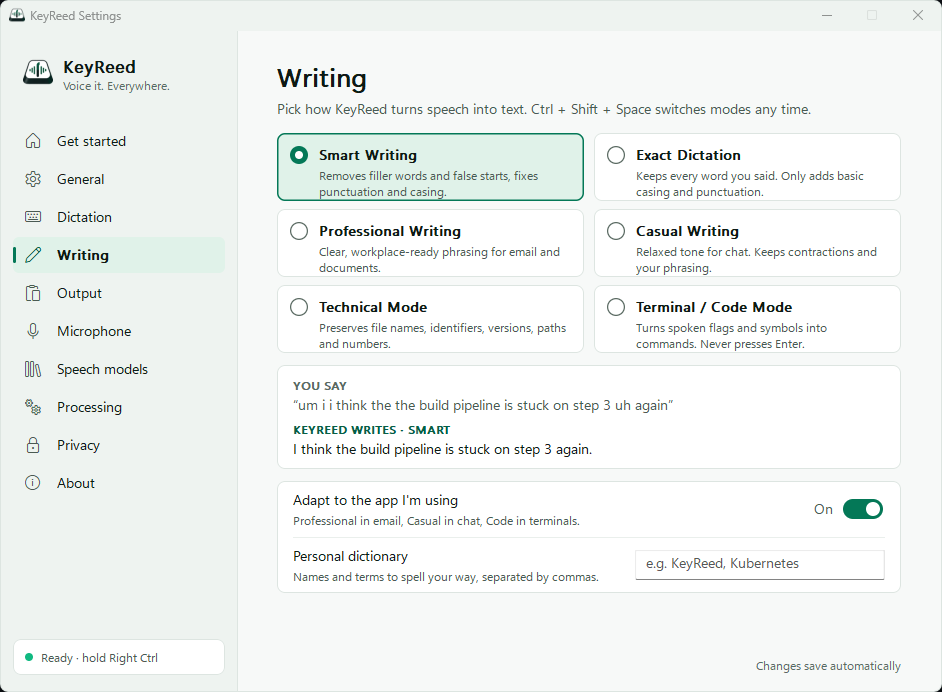 KeyReed Settings
KeyReed
Voice it. Everywhere.
Get started
General
Dictation
Writing
Output
Microphone
Speech models
Processing
Privacy
About
Ready · hold Right Ctrl
Writing
Pick how KeyReed turns speech into text. Ctrl + Shift + Space switches modes any time.
Smart Writing
Removes filler words and false starts, fixes
punctuation and casing.
Exact Dictation
Keeps every word you said. Only adds basic
casing and punctuation.
Professional Writing
Clear, workplace-ready phrasing for email and
documents.
Casual Writing
Relaxed tone for chat. Keeps contractions and
your phrasing.
Technical Mode
Preserves file names, identifiers, versions, paths
and numbers.
Terminal / Code Mode
Turns spoken flags and symbols into
commands. Never presses Enter.
YOU SAY
“um i i think the the build pipeline is stuck on step 3 uh again”
KEYREED WRITES · SMART
I think the build pipeline is stuck on step 3 again.
Adapt to the app I'm using
Professional in email, Casual in chat, Code in terminals.
On
Personal dictionary
Names and terms to spell your way, separated by commas.
e.g. KeyReed, Kubernetes
Changes save automatically